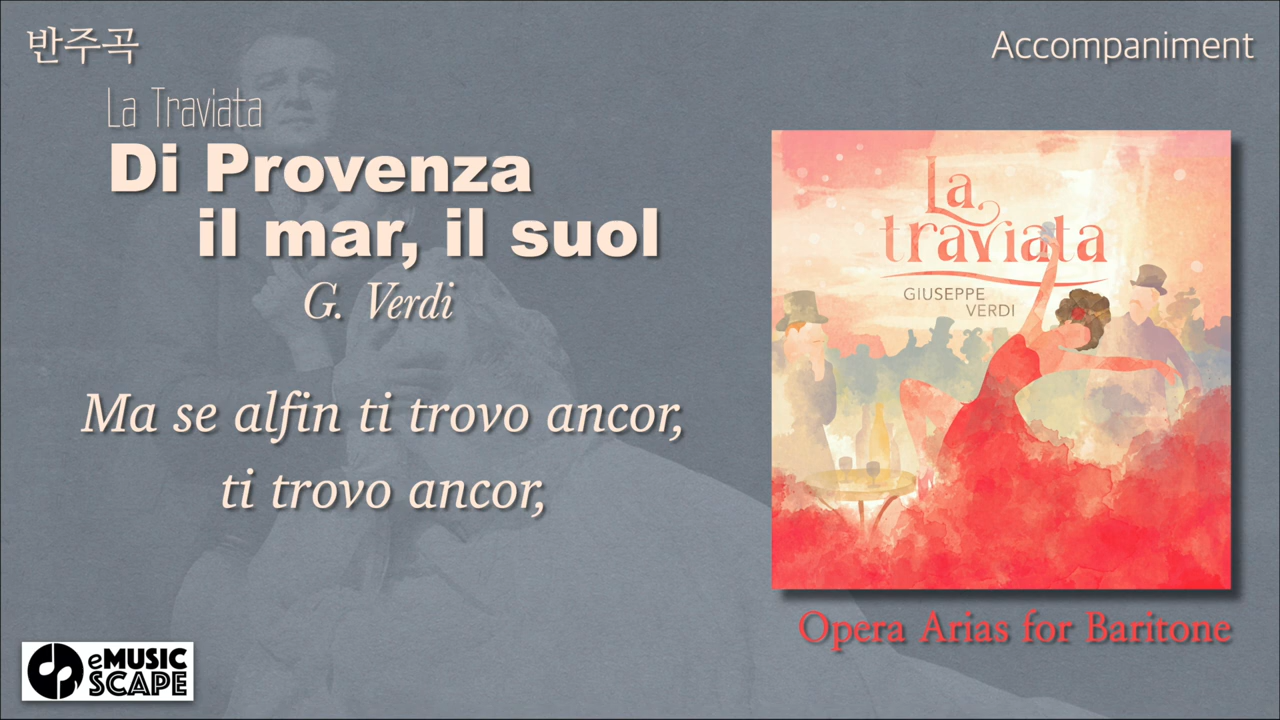 반주곡
Accompaniment
La Traviata
Di Provenza
il mar, il suol
G. Verdi
Ma se alfin ti trovo ancor,
ti trovo ancor,
La
traviata
GIUSEPPE
VERDI
Opera Arias for Baritone
eMUSIC
SCAPE